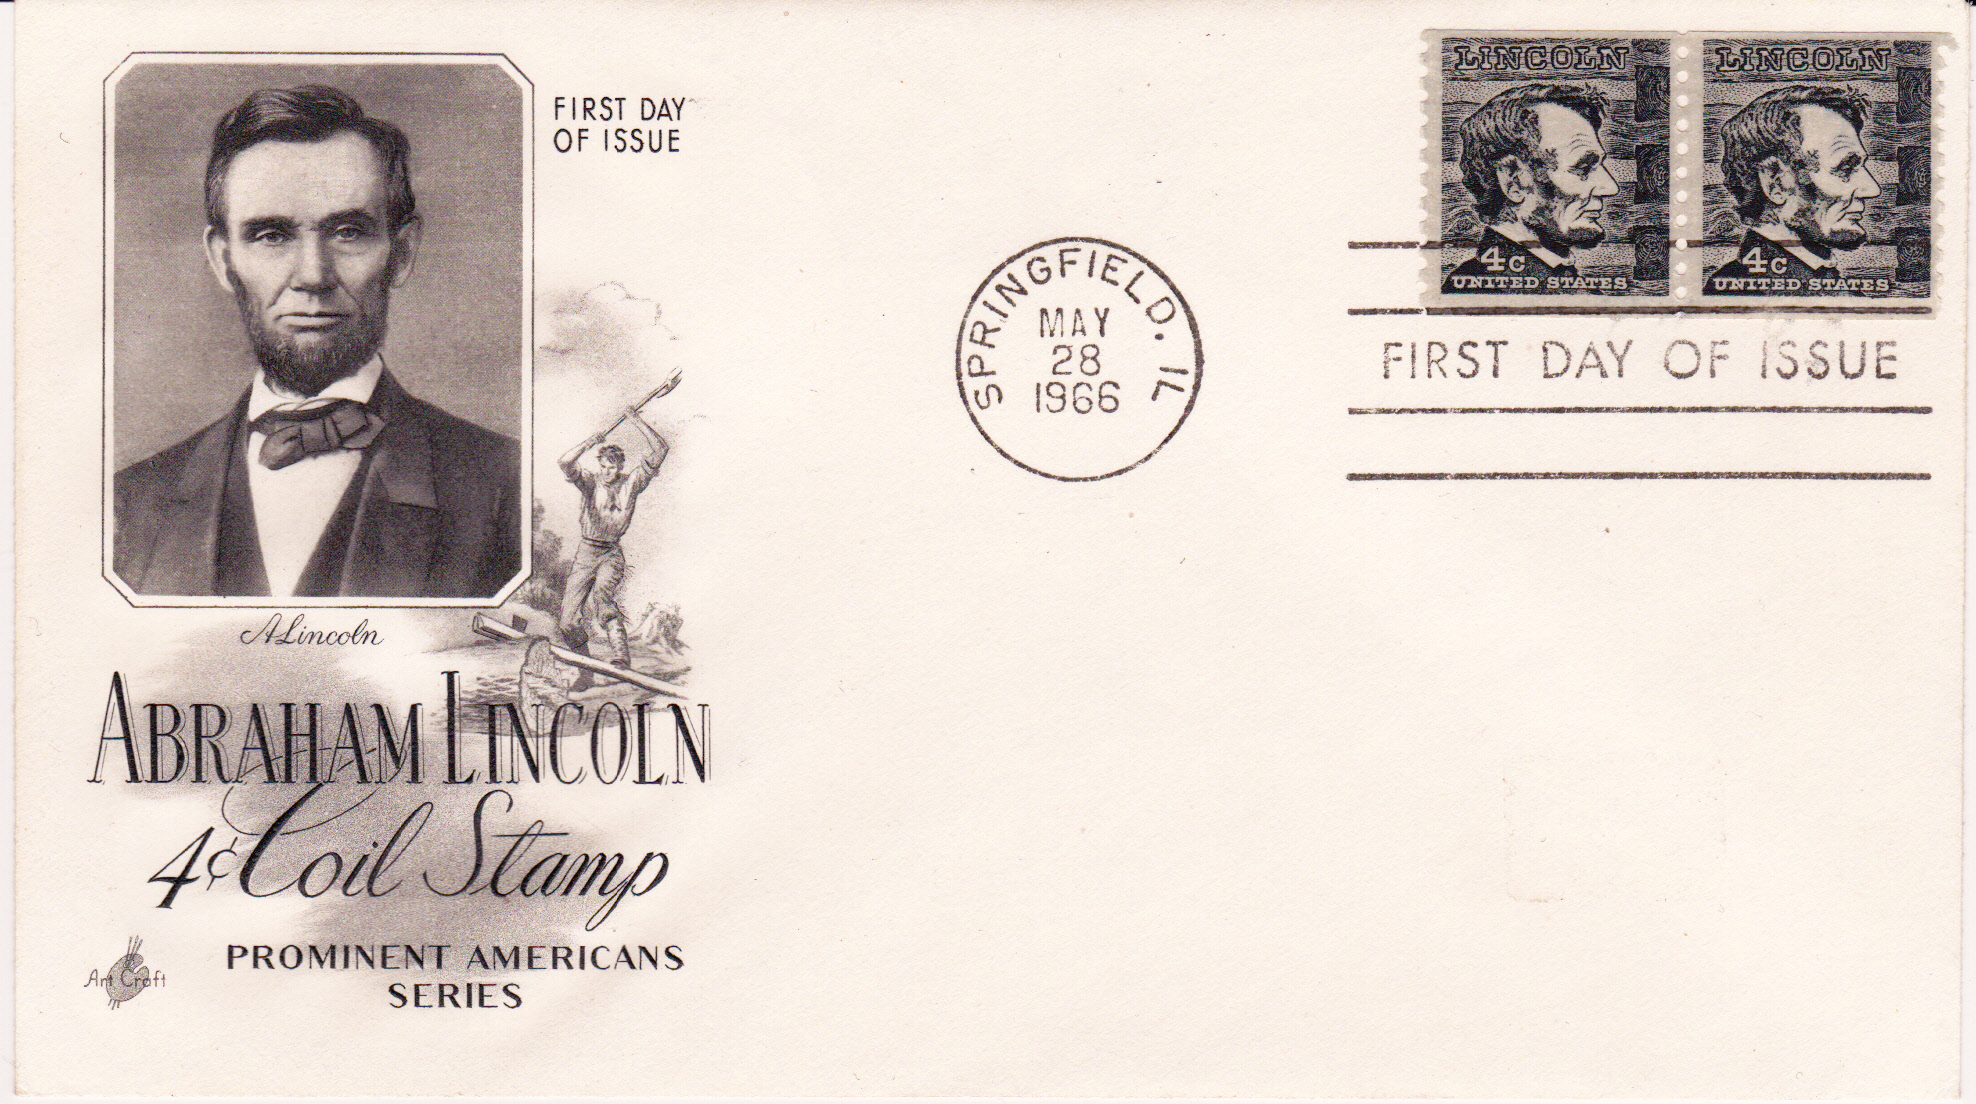 FIRST DAY
OF ISSUE
ALincoln
ABRAHAM LINCOLN
4¢ Coil Stamp
PROMINENT AMERICANS
SERIES
Art Craft
SPRINGFIELD. IL
MAY
28
1966
LINCOLN
4c
UNITED STATES
LINCOLN
4c
UNITED STATES
FIRST DAY OF ISSUE